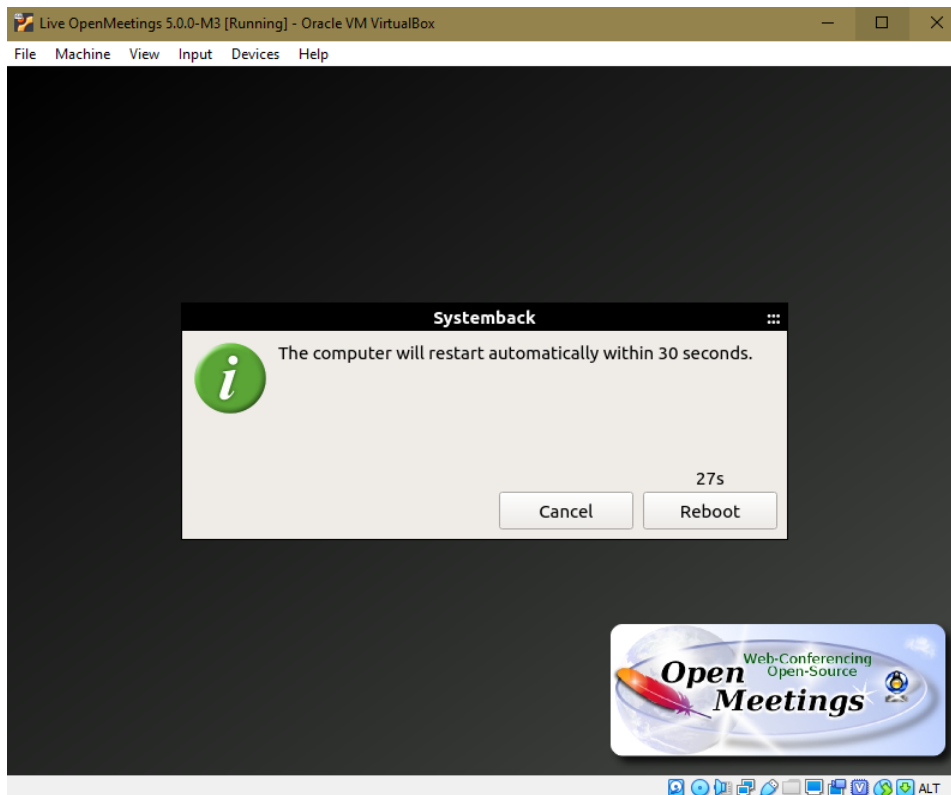 Live OpenMeetings 5.0.0-M3 [Running] - Oracle VM VirtualBox
File Machine View Input Devices Help
Systemback
The computer will restart automatically within 30 seconds.
27s
Cancel Reboot
Web-Conferencing
Open-Source
Open
Meetings
ALT